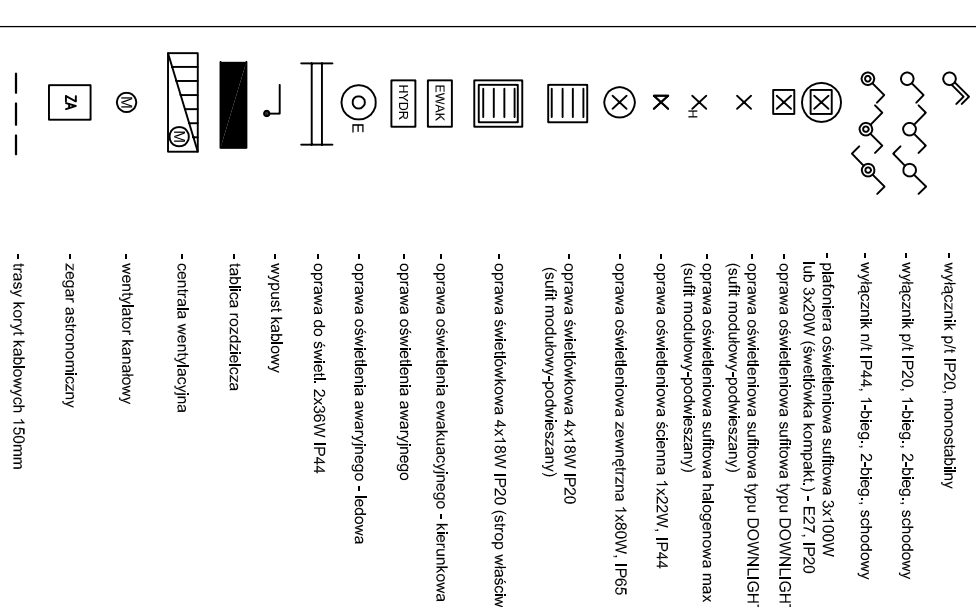 - wyłącznik p/t IP20, monostabilny
- wyłącznik p/t IP20, 1-bieg., 2-bieg., schodowy
- wyłącznik n/t IP44, 1-bieg., 2-bieg., schodowy
- plafoniera oświetleniowa sufitowa 3x100W
lub 3x20W (śwetlówka kompakt.) - E27, IP20
- oprawa oświetleniowa sufitowa typu DOWNLIGH
- oprawa oświetleniowa sufitowa typu DOWNLIGHT
(sufit modułowy-podwieszany)
H
- oprawa oświetleniowa sufitowa halogenowa max
(sufit modułowy-podwieszany)
- oprawa oświetleniowa ścienna 1x22W, IP44
- oprawa oświetleniowa zewnętrzna 1x80W, IP65
- oprawa świetlówkowa 4x18W IP20
(sufit modułowy-podwieszany)
- oprawa świetlówkowa 4x18W IP20 (strop właściw
EWAK
- oprawa oświetlenia ewakuacyjnego - kierunkowa
HYDR
- oprawa oświetlenia awaryjnego
E
- oprawa oświetlenia awaryjnego - ledowa
- oprawa do świetl. 2x36W IP44
- wypust kablowy
- tablica rozdzielcza
M
- centrala wentylacyjna
M
- wentylator kanałowy
ZA
- zegar astronomiczny
- trasy koryt kablowych 150mm